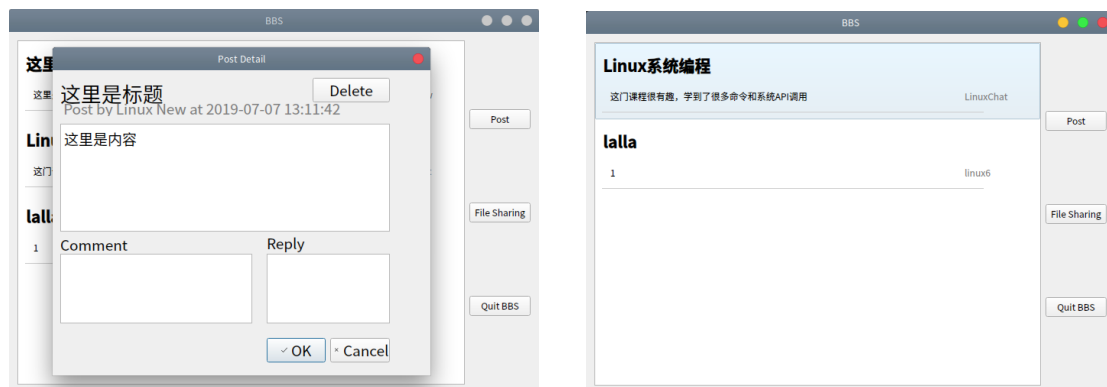 BBS
Post Detail
这里是标题
Delete
Post by Linux New at 2019-07-07 13:11:42
这里是内容
Comment
Reply
OK
Cancel
这里
这里
Lin
这门
lall
1
Post
File Sharing
Quit BBS
BBS
Linux系统编程
这门课程很有趣，学到了很多命令和系统API调用
LinuxChat
lalla
1
linux6
Post
File Sharing
Quit BBS